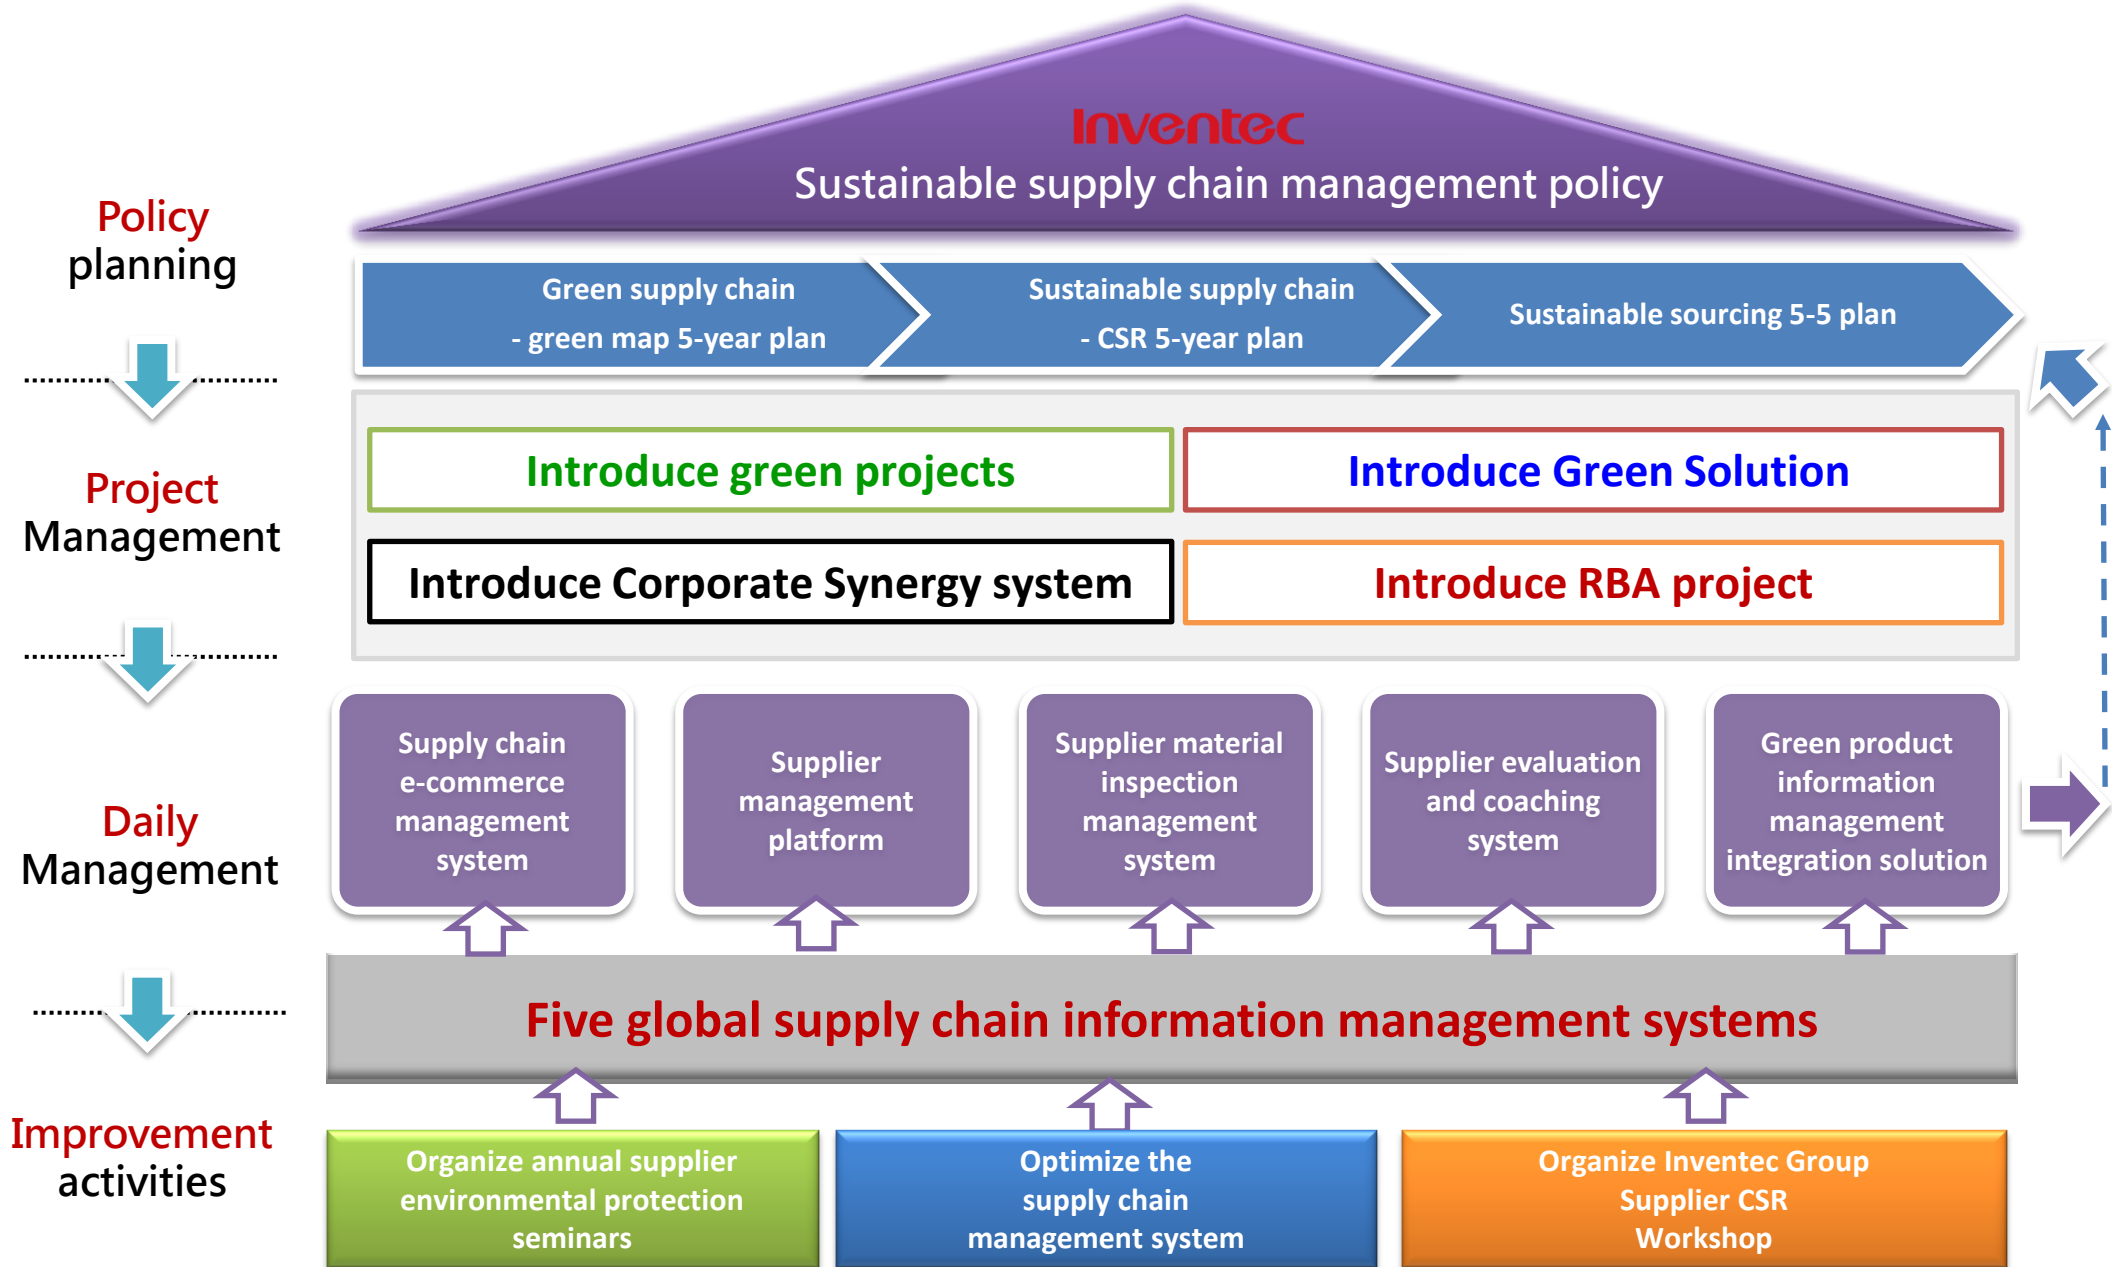 Inventec
Sustainable supply chain management policy
Policy
planning
Green supply chain
- green map 5-year plan
Sustainable supply chain
- CSR 5-year plan
Sustainable sourcing 5-5 plan
Project
Management
Introduce green projects
Introduce Green Solution
Introduce Corporate Synergy system
Introduce RBA project
Daily
Management
Supply chain
e-commerce
management
system
Supplier
management
platform
Supplier material
inspection
management
system
Supplier evaluation
and coaching
system
Green product
information
management
integration solution
Five global supply chain information management systems
Improvement
activities
Organize annual supplier
environmental protection
seminars
Optimize the
supply chain
management system
Organize Inventec Group
Supplier CSR
Workshop